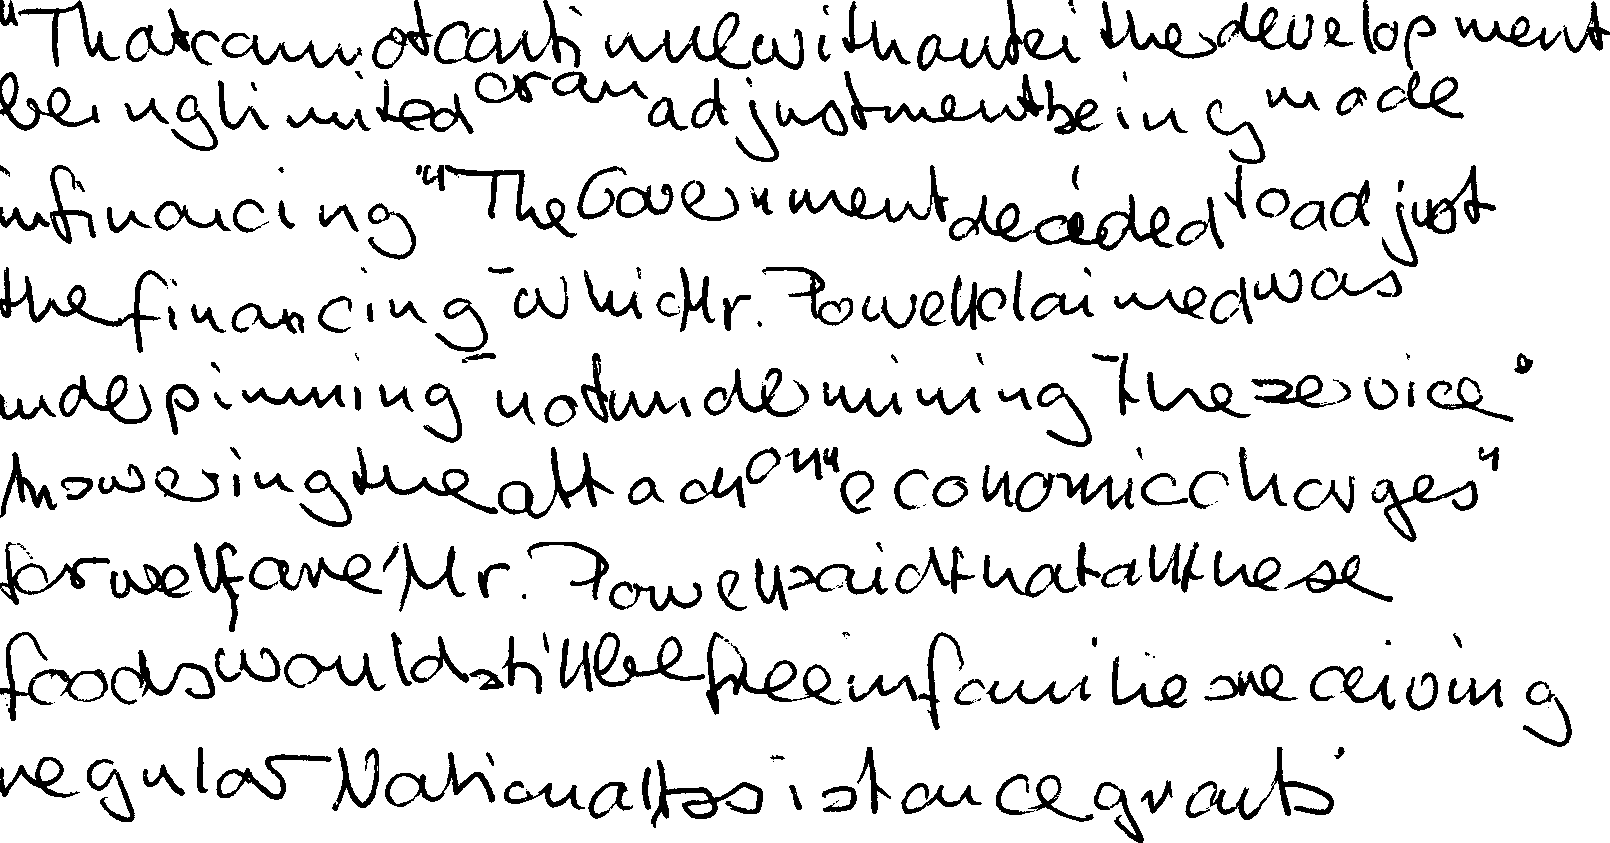 "That cannot continue without ei the development
being limited or an adjustment being made
in financing." "The Government decided to adjust
the financing - which Mr. Powell claimed was
underpinning - not undermining - the service.
Answering the attack on "economic charges"
for welfare, Mr. Powell said that all these
foods would still be free in families receiving
regular National Assistance grants.